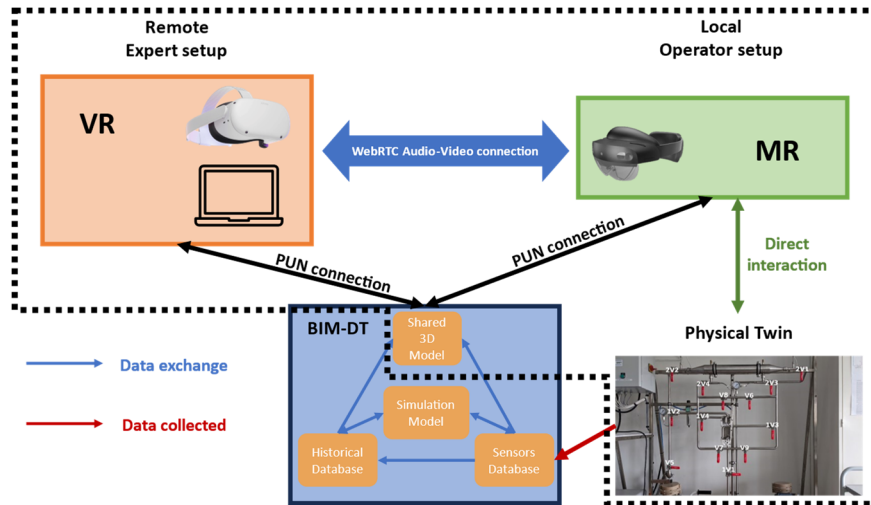 Remote
Expert setup
Local
Operator setup
VR
WebRTC Audio-Video connection
MR
PUN connection
PUN connection
Direct
interaction
BIM-DT
Shared
3D
Model
Physical Twin
Data exchange
Data collected
Simulation
Model
Historical
Database
Sensors
Database
2V2
2V1
2V4
2V3
V8
V6
1V2
1V4
1V3
V7
V9
1V1